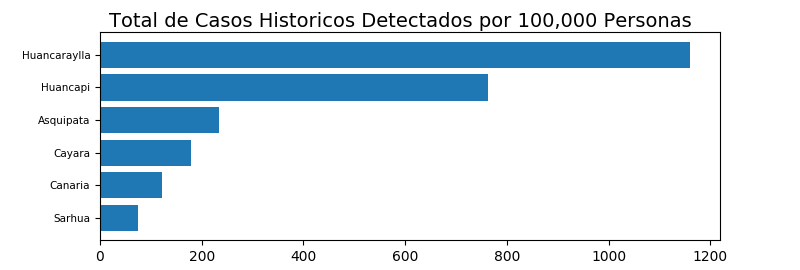 Total de Casos Historicos Detectados por 100,000 Personas
Huancaraylla
Huancapi
Asquipata
Cayara
Canaria
Sarhua
0 200 400 600 800 1000 1200